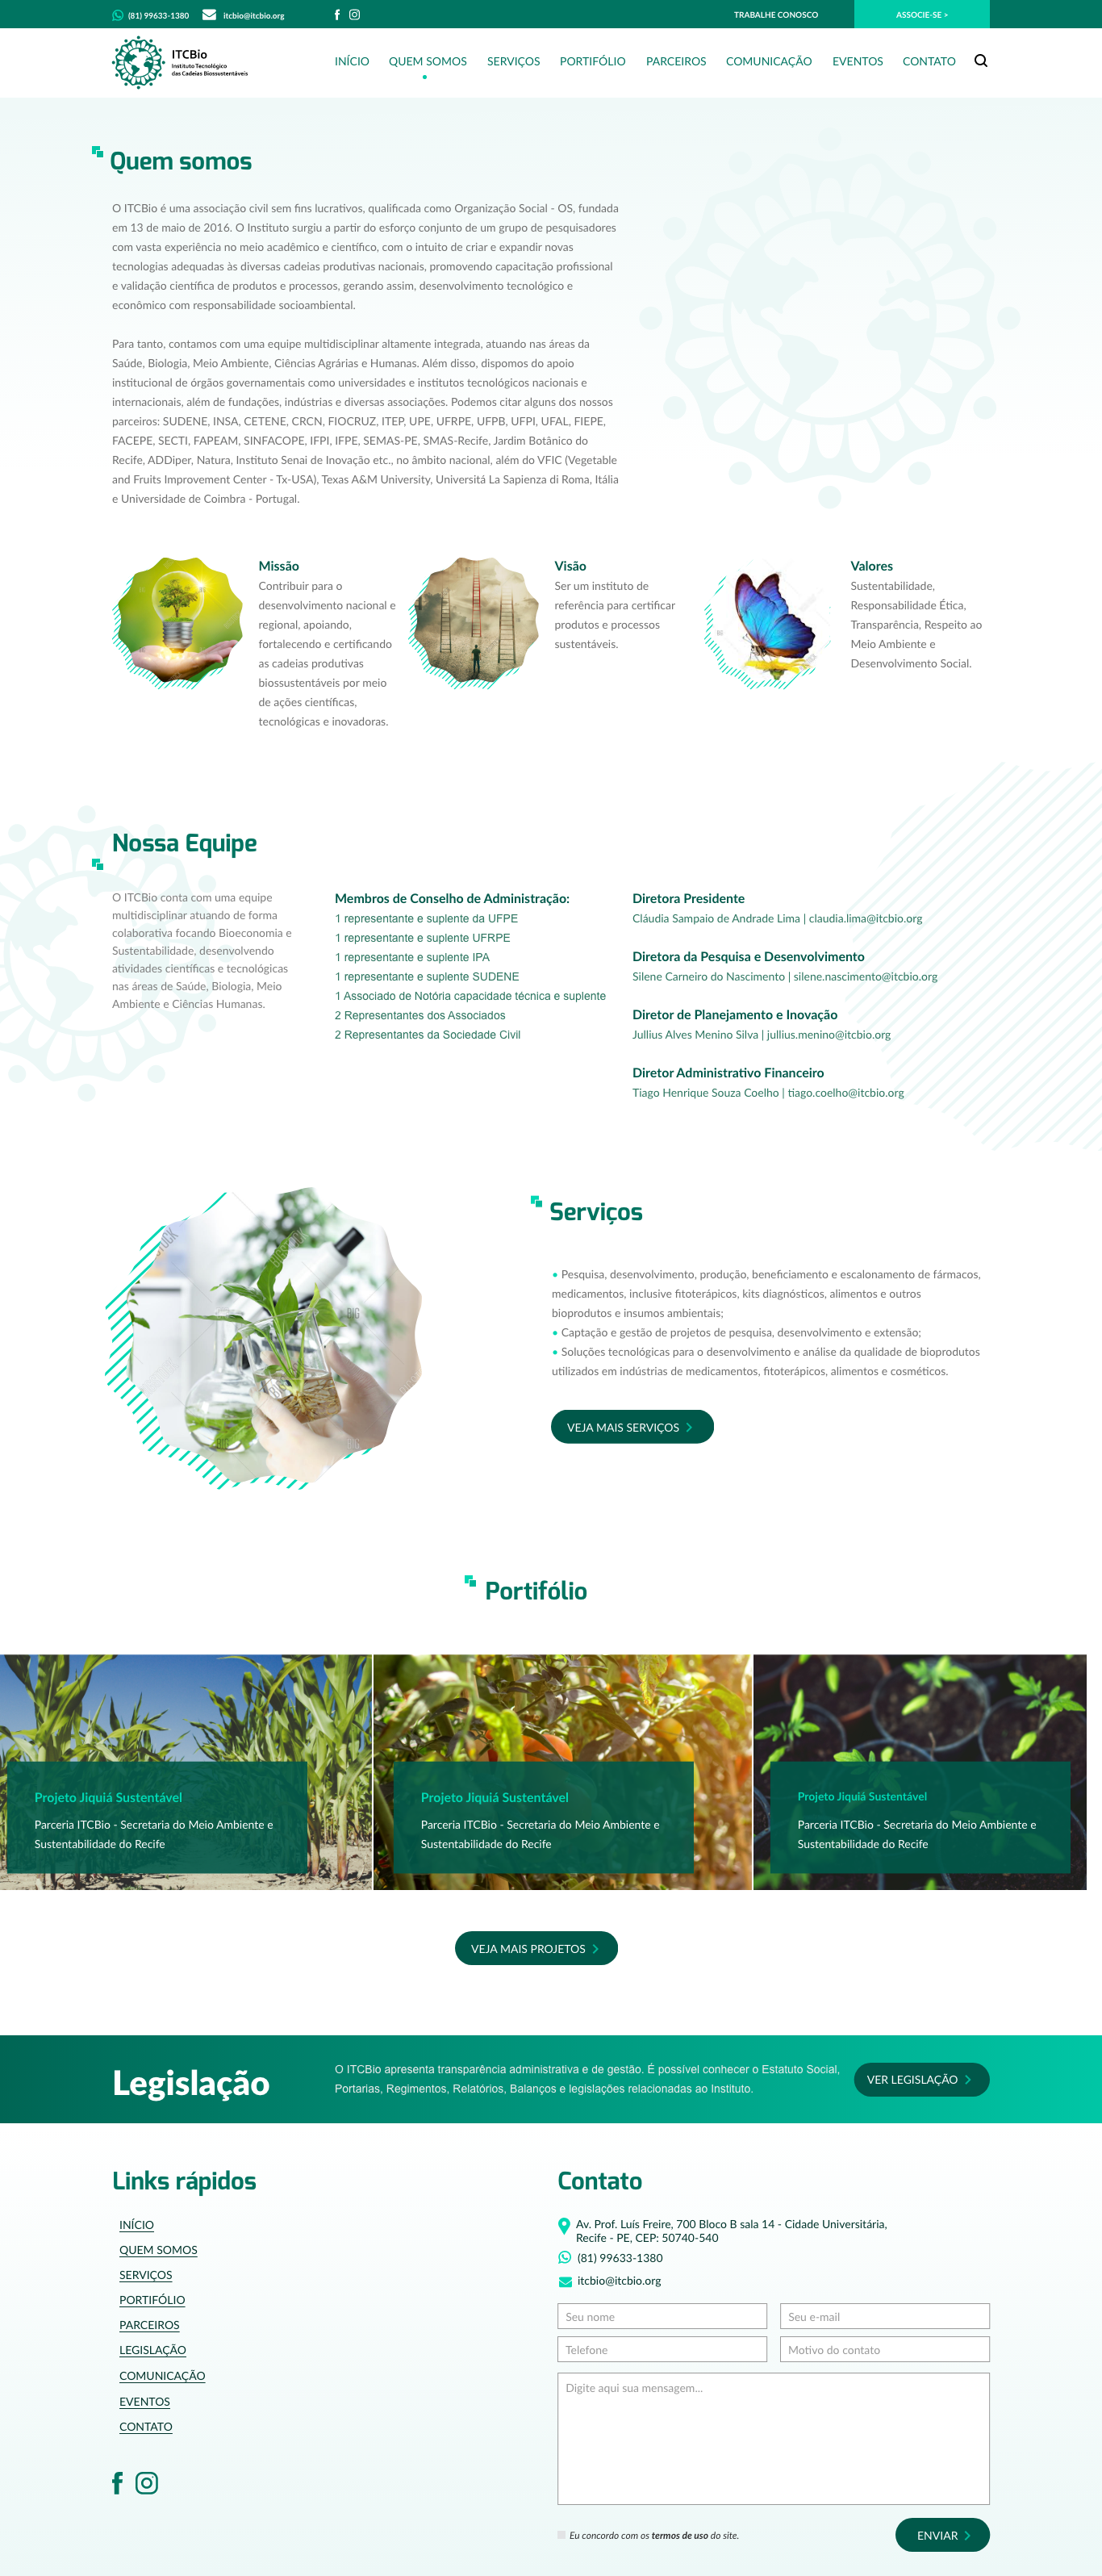 (81) 99633-1380
itcbio@itcbio.org
TRABALHE CONOSCO
ASSOCIE-SE >
ITCBio
Instituto Tecnológico
das Cadeias Biossustentáveis
INÍCIO
QUEM SOMOS
SERVIÇOS
PORTIFÓLIO
PARCEIROS
COMUNICAÇÃO
EVENTOS
CONTATO
Quem somos
O ITCBio é uma associação civil sem fins lucrativos, qualificada como Organização Social - OS, fundada
em 13 de maio de 2016. O Instituto surgiu a partir do esforço conjunto de um grupo de pesquisadores
com vasta experiência no meio acadêmico e científico, com o intuito de criar e expandir novas
tecnologias adequadas às diversas cadeias produtivas nacionais, promovendo capacitação profissional
e validação científica de produtos e processos, gerando assim, desenvolvimento tecnológico e
econômico com responsabilidade socioambiental.
Para tanto, contamos com uma equipe multidisciplinar altamente integrada, atuando nas áreas da
Saúde, Biologia, Meio Ambiente, Ciências Agrárias e Humanas. Além disso, dispomos do apoio
institucional de órgãos governamentais como universidades e institutos tecnológicos nacionais e
internacionais, além de fundações, indústrias e diversas associações. Podemos citar alguns dos nossos
parceiros: SUDENE, INSA, CETENE, CRCN, FIOCRUZ, ITEP, UPE, UFRPE, UFPB, UFPI, UFAL, FIEPE,
FACEPE, SECTI, FAPEAM, SINFACOPE, IFPI, IFPE, SEMAS-PE, SMAS-Recife, Jardim Botânico do
Recife, ADDiper, Natura, Instituto Senai de Inovação etc., no âmbito nacional, além do VFIC (Vegetable
and Fruits Improvement Center - Tx-USA), Texas A&M University, Universitá La Sapienza di Roma, Itália
e Universidade de Coimbra - Portugal.
Missão
Contribuir para o
desenvolvimento nacional e
regional, apoiando,
fortalecendo e certificando
as cadeias produtivas
biossustentáveis por meio
de ações científicas,
tecnológicas e inovadoras.
Visão
Ser um instituto de
referência para certificar
produtos e processos
sustentáveis.
Valores
Sustentabilidade,
Responsabilidade Ética,
Transparência, Respeito ao
Meio Ambiente e
Desenvolvimento Social.
Nossa Equipe
O ITCBio conta com uma equipe
multidisciplinar atuando de forma
colaborativa focando Bioeconomia e
Sustentabilidade, desenvolvendo
atividades científicas e tecnológicas
nas áreas de Saúde, Biologia, Meio
Ambiente e Ciências Humanas.
Membros de Conselho de Administração:
1 representante e suplente da UFPE
1 representante e suplente UFRPE
1 representante e suplente IPA
1 representante e suplente SUDENE
1 Associado de Notória capacidade técnica e suplente
2 Representantes dos Associados
2 Representantes da Sociedade Civil
Diretora Presidente
Cláudia Sampaio de Andrade Lima | claudia.lima@itcbio.org
Diretora da Pesquisa e Desenvolvimento
Silene Carneiro do Nascimento | silene.nascimento@itcbio.org
Diretor de Planejamento e Inovação
Jullius Alves Menino Silva | jullius.menino@itcbio.org
Diretor Administrativo Financeiro
Tiago Henrique Souza Coelho | tiago.coelho@itcbio.org
Serviços
• Pesquisa, desenvolvimento, produção, beneficiamento e escalonamento de fármacos,
medicamentos, inclusive fitoterápicos, kits diagnósticos, alimentos e outros
bioprodutos e insumos ambientais;
• Captação e gestão de projetos de pesquisa, desenvolvimento e extensão;
• Soluções tecnológicas para o desenvolvimento e análise da qualidade de bioprodutos
utilizados em indústrias de medicamentos, fitoterápicos, alimentos e cosméticos.
VEJA MAIS SERVIÇOS
Portifólio
Projeto Jiquiá Sustentável
Parceria ITCBio - Secretaria do Meio Ambiente e
Sustentabilidade do Recife
Projeto Jiquiá Sustentável
Parceria ITCBio - Secretaria do Meio Ambiente e
Sustentabilidade do Recife
Projeto Jiquiá Sustentável
Parceria ITCBio - Secretaria do Meio Ambiente e
Sustentabilidade do Recife
VEJA MAIS PROJETOS
Legislação
O ITCBio apresenta transparência administrativa e de gestão. É possível conhecer o Estatuto Social,
Portarias, Regimentos, Relatórios, Balanços e legislações relacionadas ao Instituto.
VER LEGISLAÇÃO
Links rápidos
INÍCIO
QUEM SOMOS
SERVIÇOS
PORTIFÓLIO
PARCEIROS
LEGISLAÇÃO
COMUNICAÇÃO
EVENTOS
CONTATO
Contato
Av. Prof. Luís Freire, 700 Bloco B sala 14 - Cidade Universitária,
Recife - PE, CEP: 50740-540
(81) 99633-1380
itcbio@itcbio.org
Seu nome
Seu e-mail
Telefone
Motivo do contato
Digite aqui sua mensagem...
Eu concordo com os termos de uso do site.
ENVIAR